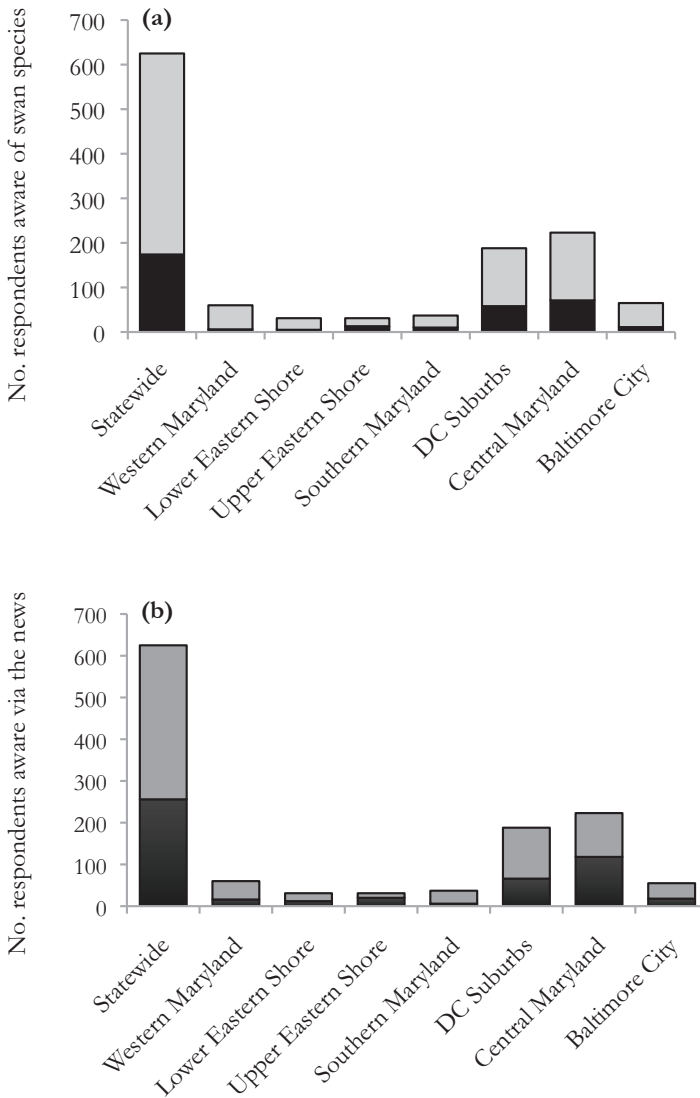 (a)
No. respondents aware of swan species
700
600
500
400
300
200
100
0
Statewide
Western Maryland
Lower Eastern Shore
Upper Eastern Shore
Southern Maryland
DC Suburbs
Central Maryland
Baltimore City
(b)
No. respondents aware via the news
700
600
500
400
300
200
100
0
Statewide
Western Maryland
Lower Eastern Shore
Upper Eastern Shore
Southern Maryland
DC Suburbs
Central Maryland
Baltimore City